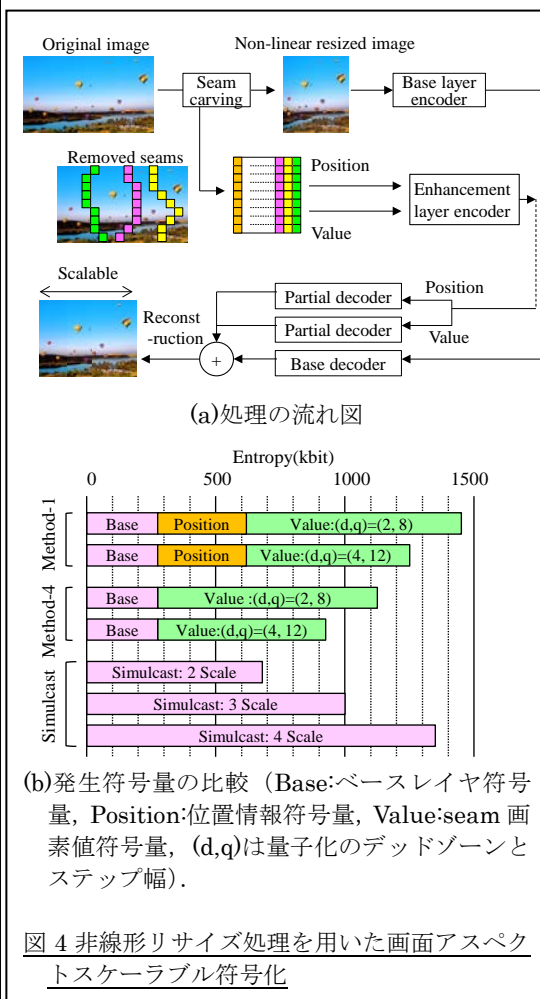 Original image
Non-linear resized image
Seam
carving
Base layer
encoder
Removed seams
Position
Value
Enhancement
layer encoder
Scalable
Reconst
-ruction
+
Partial decoder
Partial decoder
Base decoder
Position
Value
(a)処理の流れ図
Entropy(kbit)
0 500 1000 1500
Method-1
Base Position Value:(d,q)=(2, 8)
Base Position Value:(d,q)=(4, 12)
Method-4
Base Value :(d,q)=(2, 8)
Base Value:(d,q)=(4, 12)
Simulcast
Simulcast: 2 Scale
Simulcast: 3 Scale
Simulcast: 4 Scale
(b)発生符号量の比較（Base:ベースレイヤ符号
量, Position:位置情報符号量, Value:seam 画
素値符号量, (d,q)は量子化のデッドゾーンと
ステップ幅）.
図 4 非線形リサイズ処理を用いた画面アスペク
トスケーラブル符号化